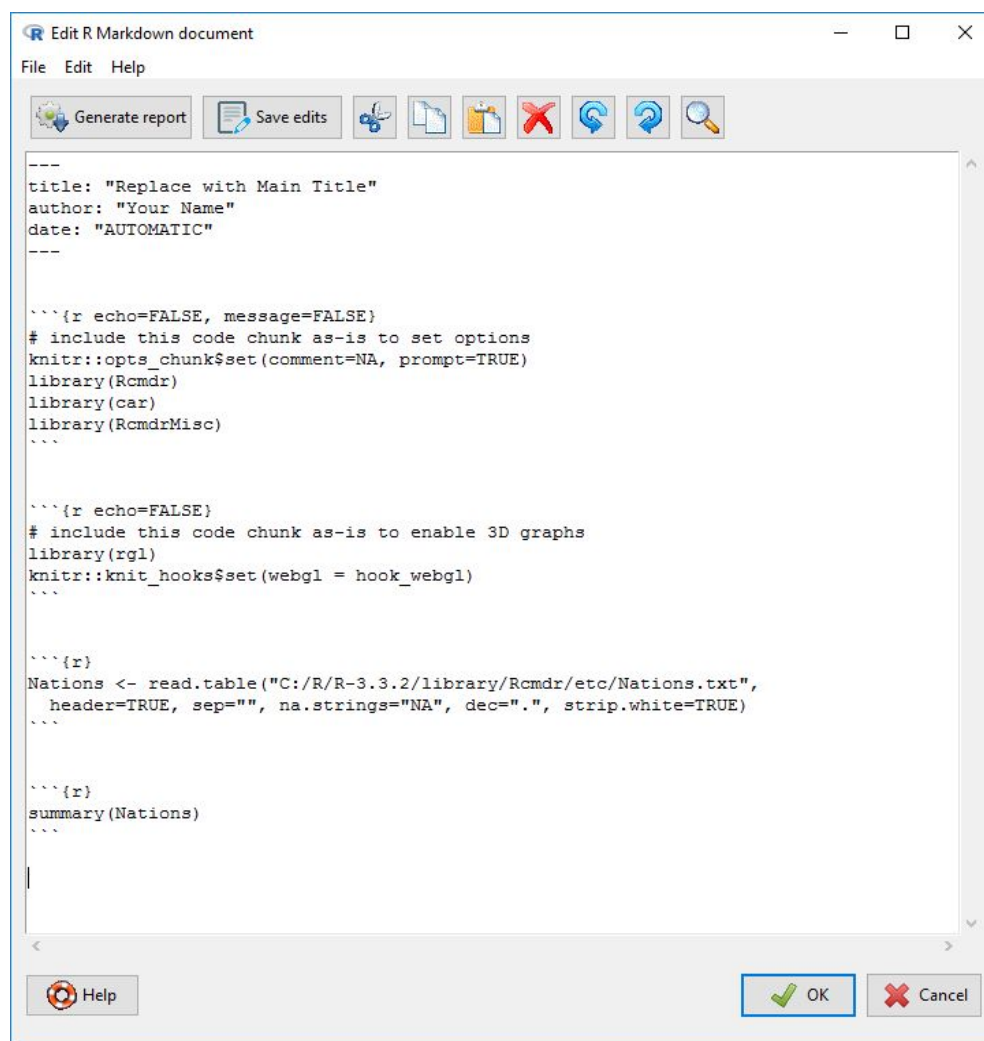 Edit R Markdown document
File Edit Help
Generate report Save edits
---
title: "Replace with Main Title"
author: "Your Name"
date: "AUTOMATIC"
---
```{r echo=FALSE, message=FALSE}
# include this code chunk as-is to set options
knitr::opts_chunk$set(comment=NA, prompt=TRUE)
library(Rcmdr)
library(car)
library(RcmdrMisc)
```
```{r echo=FALSE}
# include this code chunk as-is to enable 3D graphs
library(rgl)
knitr::knit_hooks$set(webgl = hook_webgl)
```
```{r}
Nations <- read.table("C:/R/R-3.3.2/library/Rcmdr/etc/Nations.txt",
  header=TRUE, sep="", na.strings="NA", dec=".", strip.white=TRUE)
```
```{r}
summary(Nations)
```
Help OK Cancel